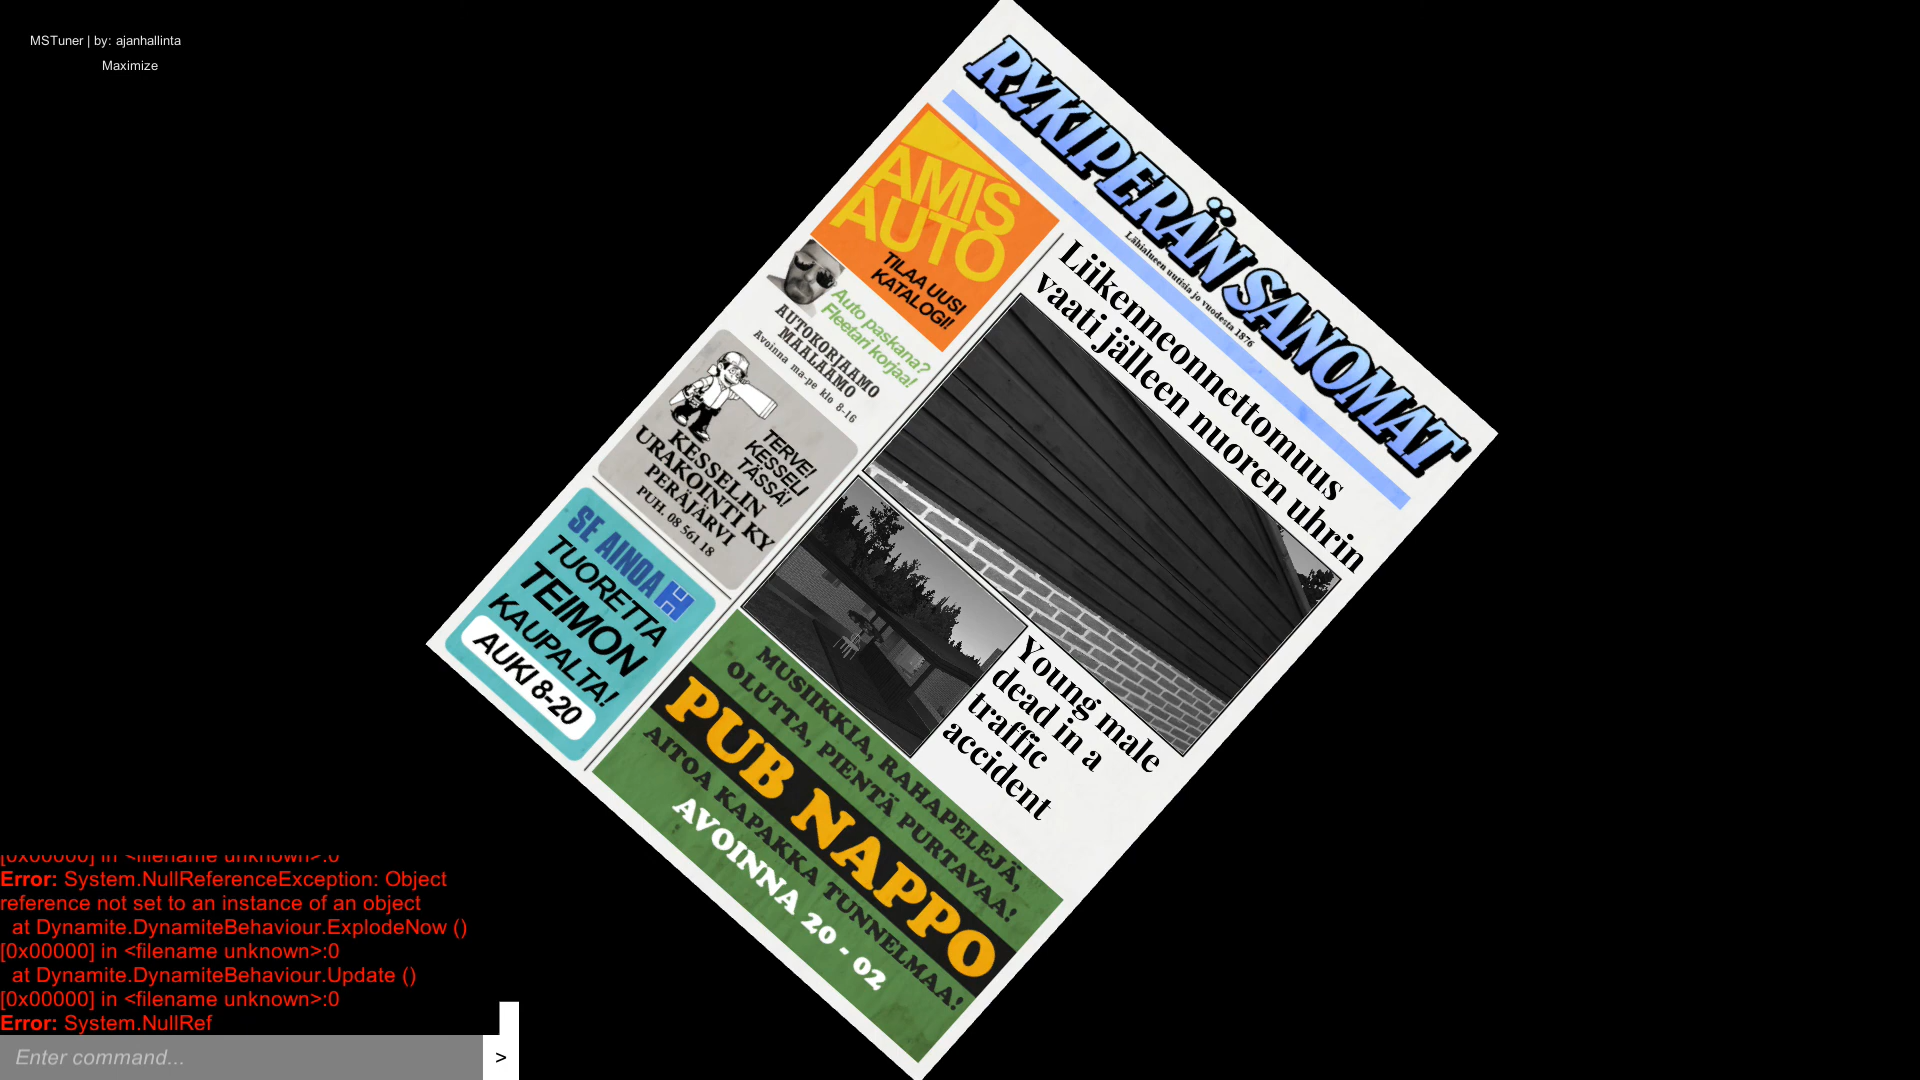 MSTuner | by: ajanhallinta
Maximize
RYKIPERÄN SANOMAT
Lähialueen uutisia jo vuodesta 1876
Liikenneonnettomuus
vaati jälleen nuoren uhrin
Young male
dead in a
traffic
accident
AMIS
AUTO
TILAA UUSI
KATALOGI!
Auto paskana?
Fleetari korjaa!
AUTOKORJAAMO
MAALAAMO
Avoinna ma-pe klo 8-16
TERVE!
KESSELI
TÄSSÄ!
KESSELIN
URAKOINTI KY
PERÄJÄRVI
PUH. 08 561 18
SE AINOA H
TUORETTA
TEIMON
KAUPALTA!
AUKI 8-20
MUSIIKKIA, RAHAPELEJÄ,
OLUTTA, PIENTÄ PURTAVAA!
PUB NAPPO
AITOA KAPAKKA TUNNELMAA!
AVOINNA 20 - 02
[0x00000] in <filename unknown>:0
Error: System.NullReferenceException: Object
reference not set to an instance of an object
at Dynamite.DynamiteBehaviour.ExplodeNow ()
[0x00000] in <filename unknown>:0
at Dynamite.DynamiteBehaviour.Update ()
[0x00000] in <filename unknown>:0
Error: System.NullRef
Enter command...
>